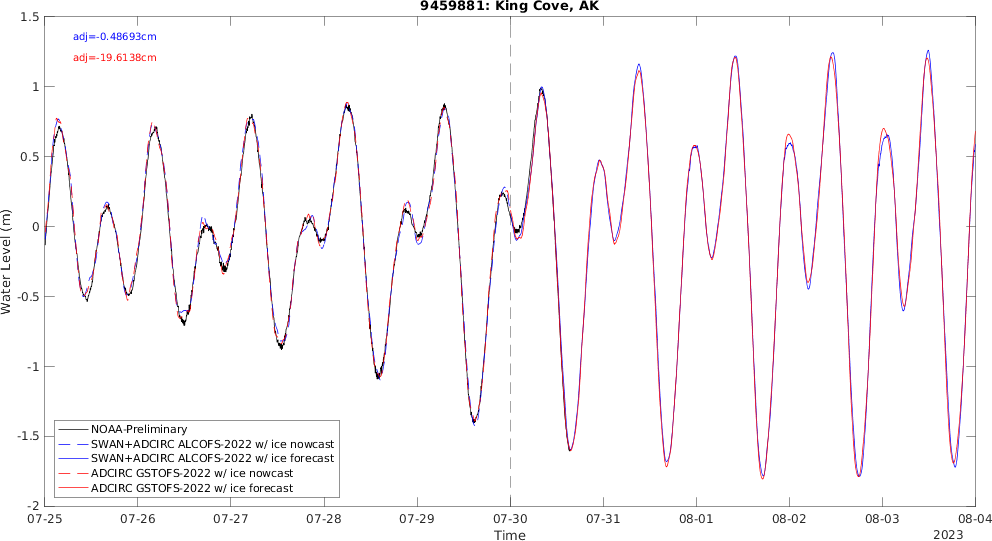 9459881: King Cove, AK
1.5
adj=-0.48693cm
adj=-19.6138cm
1
0.5
0
-0.5
-1
-1.5
-2
Water Level (m)
NOAA-Preliminary
SWAN+ADCIRC ALCOFS-2022 w/ ice nowcast
SWAN+ADCIRC ALCOFS-2022 w/ ice forecast
ADCIRC GSTOFS-2022 w/ ice nowcast
ADCIRC GSTOFS-2022 w/ ice forecast
07-25 07-26 07-27 07-28 07-29 07-30 07-31 08-01 08-02 08-03 08-04
Time
2023